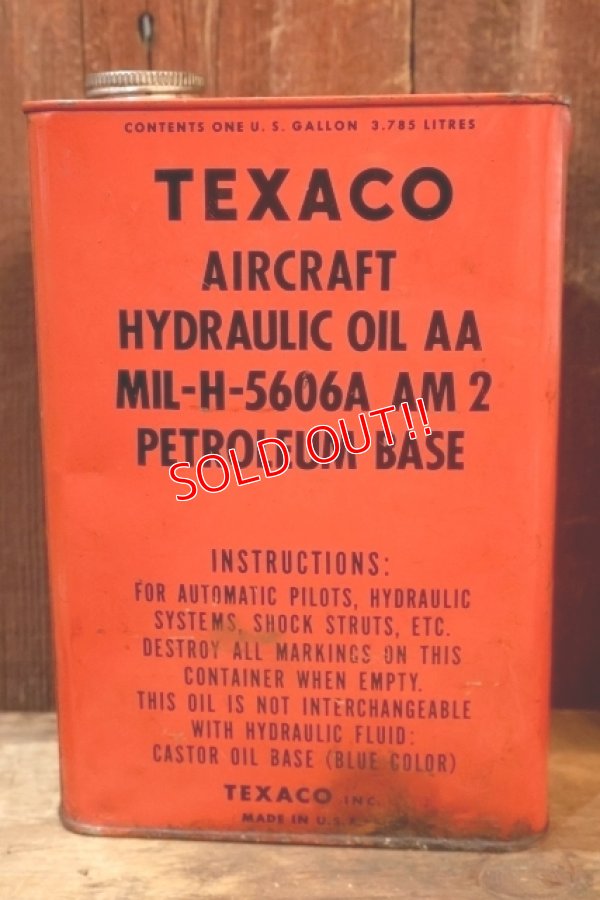 CONTENTS ONE U. S. GALLON 3.785 LITRES
TEXACO
AIRCRAFT
HYDRAULIC OIL AA
MIL-H-5606A AM 2
PETROLEUM BASE
SOLD OUT!!
INSTRUCTIONS:
FOR AUTOMATIC PILOTS, HYDRAULIC
SYSTEMS, SHOCK STRUTS, ETC.
DESTROY ALL MARKINGS ON THIS
CONTAINER WHEN EMPTY.
THIS OIL IS NOT INTERCHANGEABLE
WITH HYDRAULIC FLUID:
CASTOR OIL BASE (BLUE COLOR)
TEXACO INC.
MADE IN U.S.A.